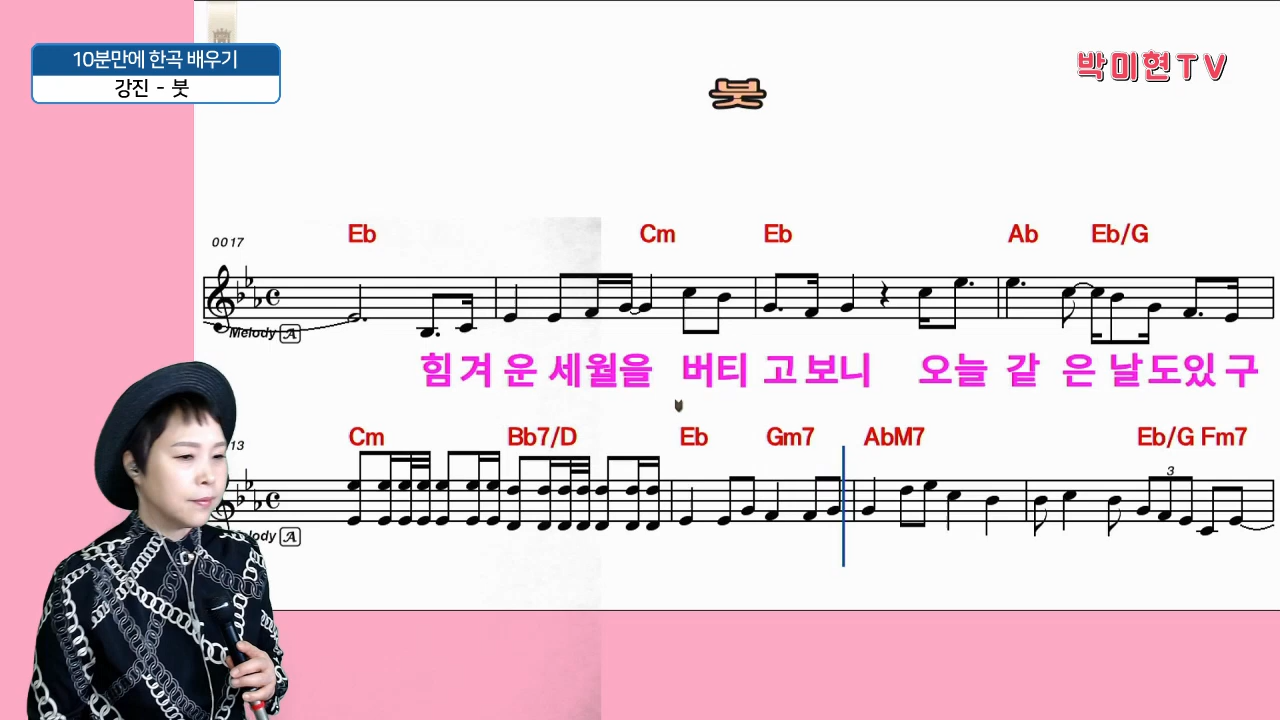 10분만에 한곡 배우기
강진 - 붓
박미현TV
붓
Eb Cm Eb Ab Eb/G
0017
Melody A
힘겨운 세월을 버티고 보니 오늘 같은 날도있구
Cm Bb7/D Eb Gm7 AbM7 Eb/G Fm7
13
3
lody A